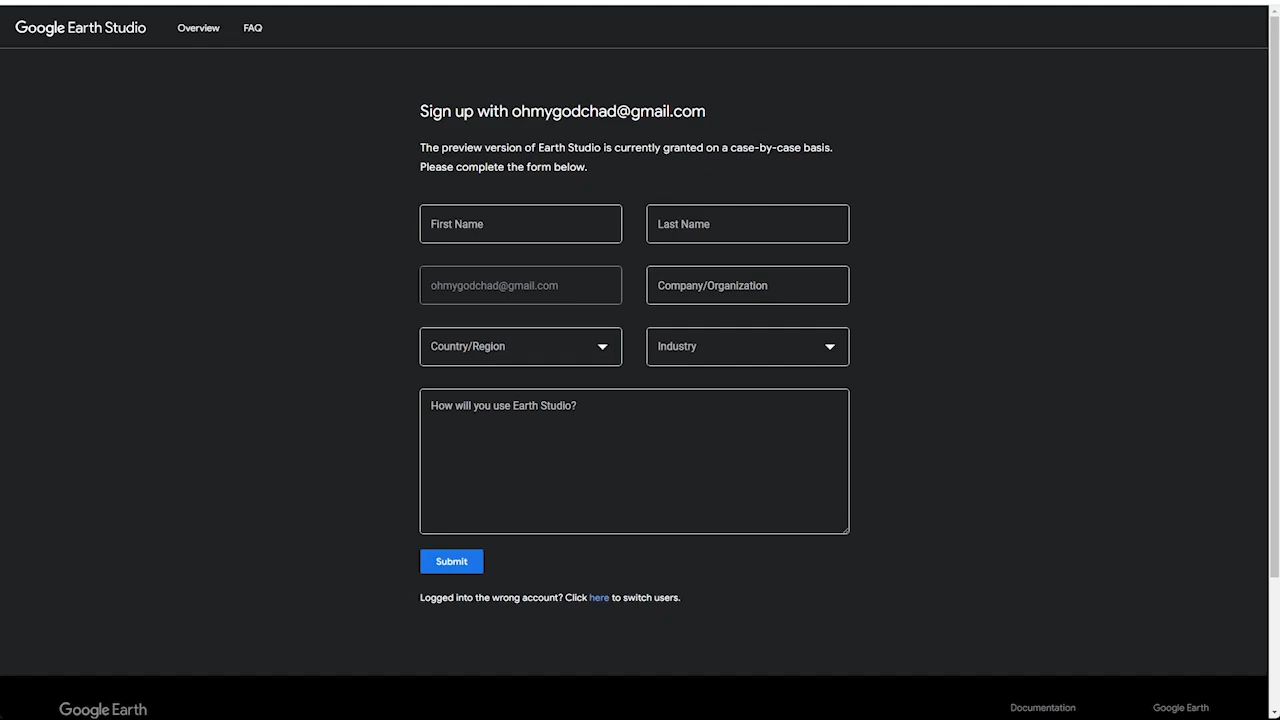 Google Earth Studio Overview FAQ
Sign up with ohmygodchad@gmail.com
The preview version of Earth Studio is currently granted on a case-by-case basis.
Please complete the form below.
First Name Last Name
ohmygodchad@gmail.com Company/Organization
Country/Region Industry
How will you use Earth Studio?
Submit
Logged into the wrong account? Click here to switch users.
Google Earth Documentation Google Earth